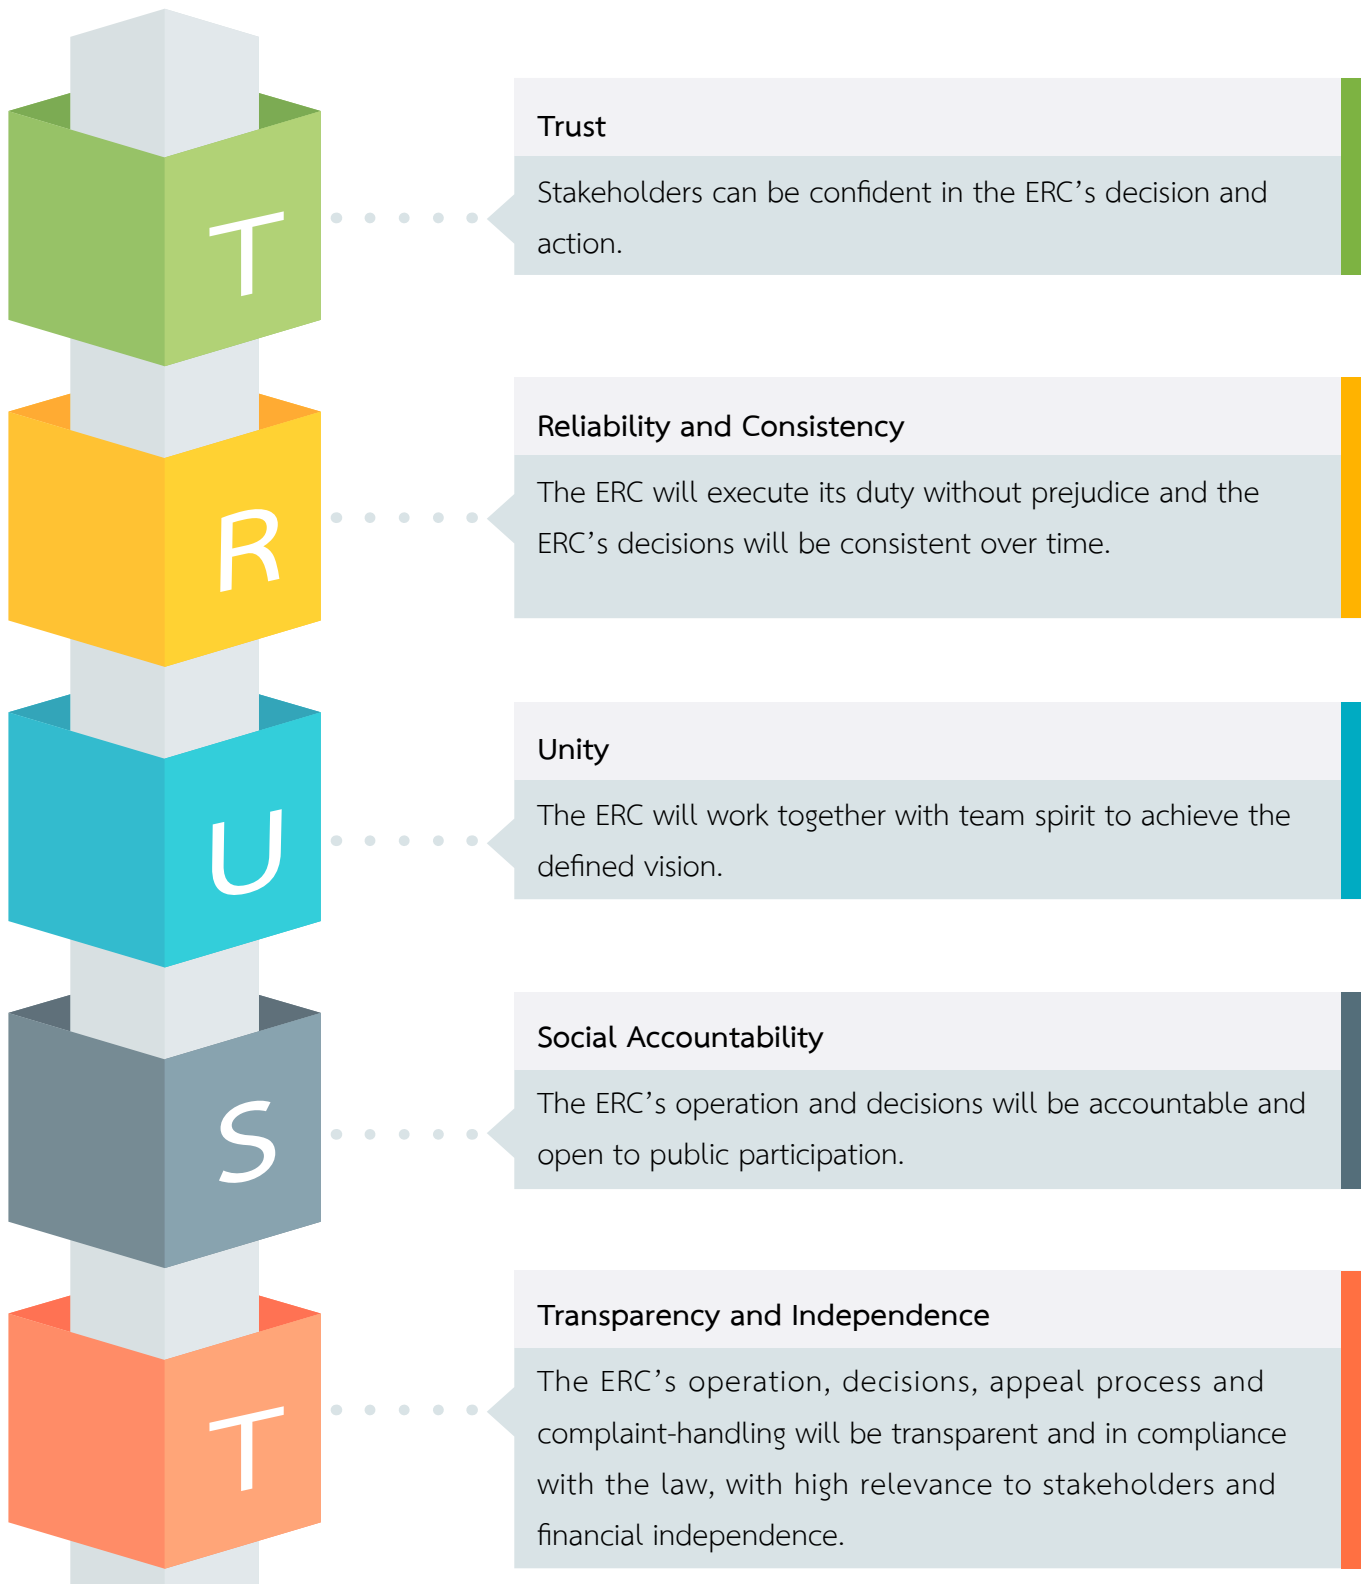 T
Trust
Stakeholders can be confident in the ERC’s decision and
action.
R
Reliability and Consistency
The ERC will execute its duty without prejudice and the
ERC’s decisions will be consistent over time.
U
Unity
The ERC will work together with team spirit to achieve the
defined vision.
S
Social Accountability
The ERC’s operation and decisions will be accountable and
open to public participation.
T
Transparency and Independence
The ERC’s operation, decisions, appeal process and
complaint-handling will be transparent and in compliance
with the law, with high relevance to stakeholders and
financial independence.